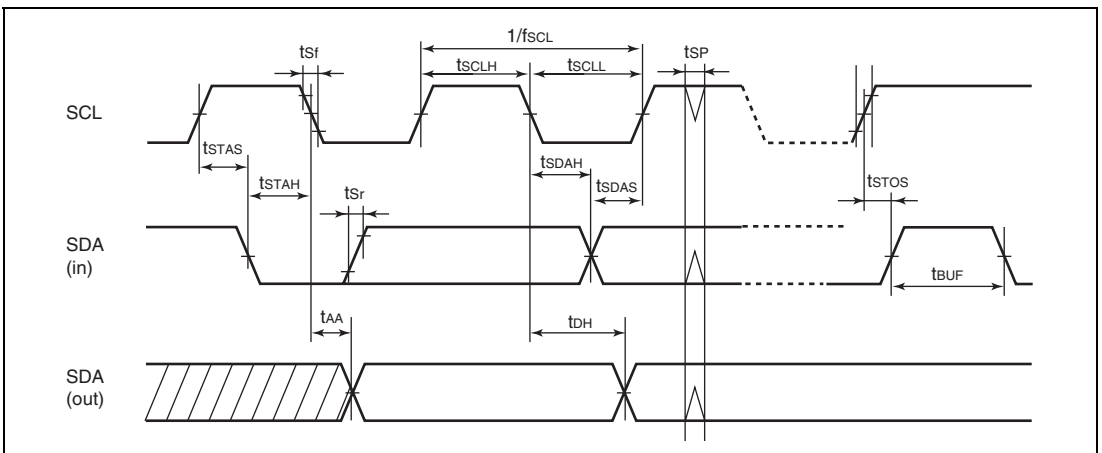 1/fSCL
tSf
tSP
tSCLH
tSCLL
SCL
tSTAS
tSDAH
tSTAH
tSr
tSDAS
tSTOS
SDA
(in)
tBUF
tAA
tDH
SDA
(out)